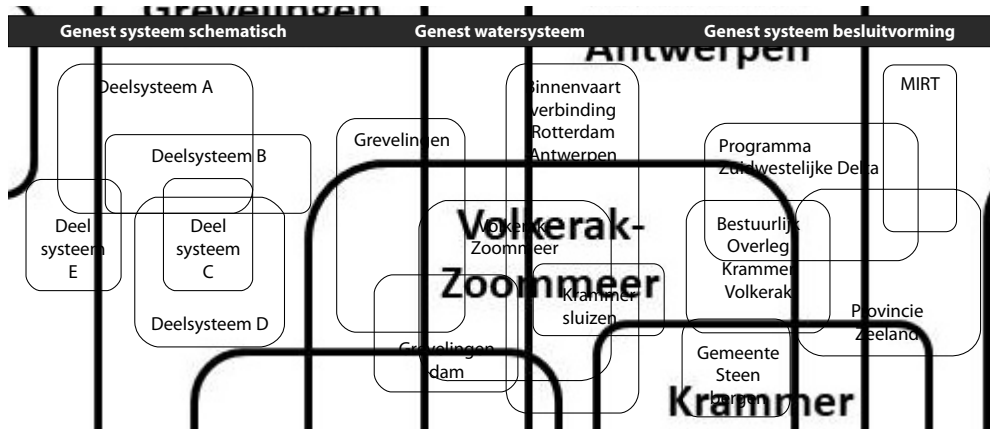 Grevelingen
Genest systeem schematisch
Genest watersysteem
Genest systeem besluitvorming
Antwerpen
Deelsysteem A
Deelsysteem B
Deel
systeem
E
Deel
systeem
C
Deelsysteem D
Grevelingen
Binnenvaart
verbinding
Rotterdam
Antwerpen
Volkerak-
Zoommeer
Volkerak-
Zoommeer
Krammer
sluizen
Grevelingen
dam
MIRT
Programma
Zuidwestelijke Delta
Bestuurlijk
Overleg
Krammer
Volkerak
Provincie
Zeeland
Gemeente
Steen
bergen
Krammer